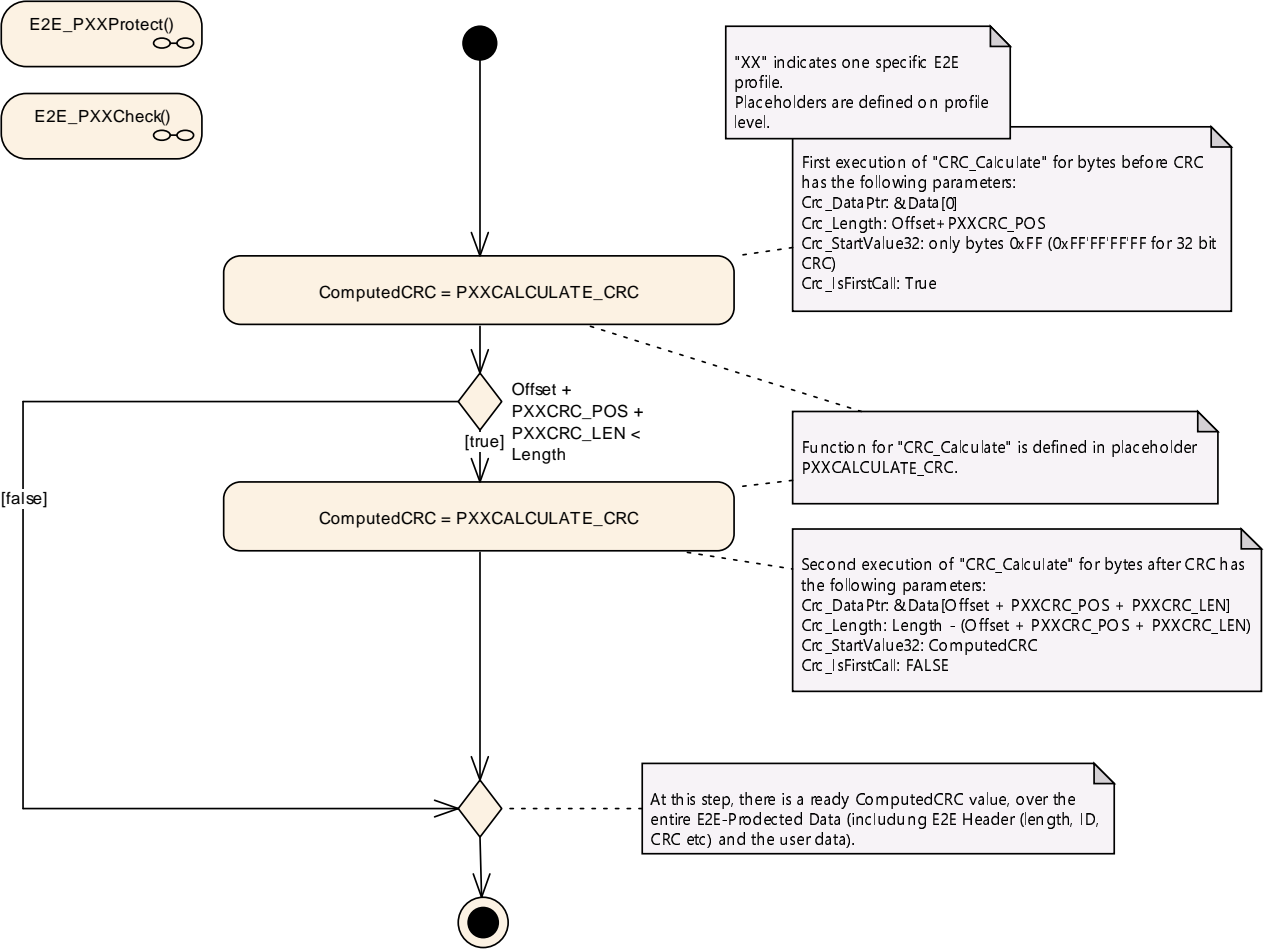 E2E_PXXProtect()
E2E_PXXCheck()
"XX" indicates one specific E2E
profile.
Placeholders are defined on profile
level.
First execution of "CRC_Calculate" for bytes before CRC
has the following parameters:
Crc_DataPtr: &Data[0]
Crc_Length: Offset+PXXCRC_POS
Crc_StartValue32: only bytes 0xFF (0xFF'FF'FF'FF for 32 bit
CRC)
Crc_IsFirstCall: True
ComputedCRC = PXXCALCULATE_CRC
Offset +
PXXCRC_POS +
PXXCRC_LEN <
Length
[true]
[false]
Function for "CRC_Calculate" is defined in placeholder
PXXCALCULATE_CRC.
ComputedCRC = PXXCALCULATE_CRC
Second execution of "CRC_Calculate" for bytes after CRC has
the following parameters:
Crc_DataPtr: &Data[Offset + PXXCRC_POS + PXXCRC_LEN]
Crc_Length: Length - (Offset + PXXCRC_POS + PXXCRC_LEN)
Crc_StartValue32: ComputedCRC
Crc_IsFirstCall: FALSE
At this step, there is a ready ComputedCRC value, over the
entire E2E-Prodected Data (includung E2E Header (length, ID,
CRC etc) and the user data).